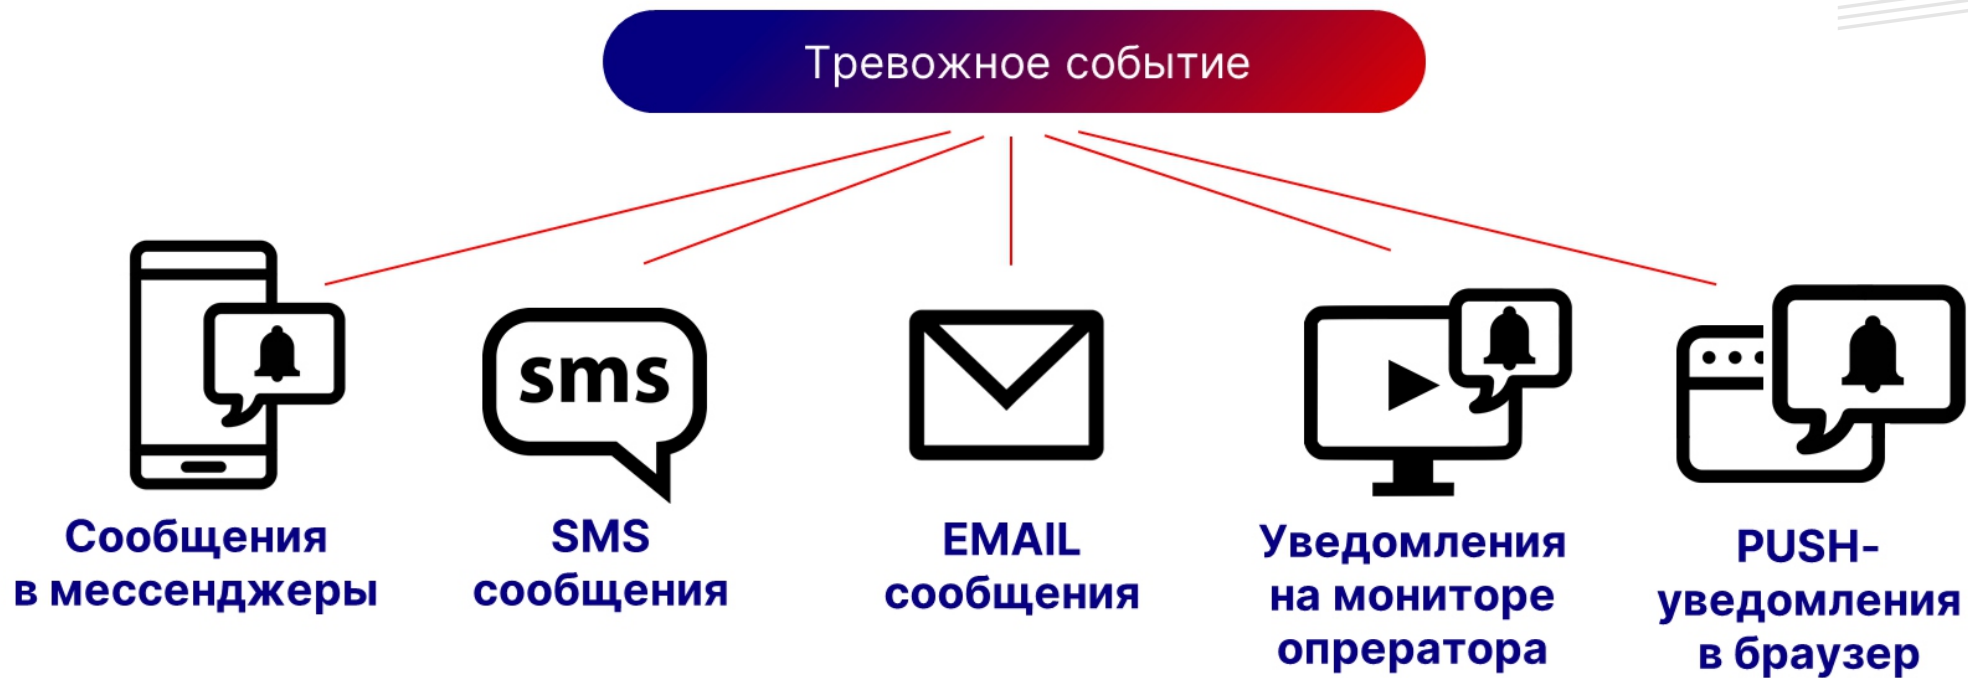 Тревожное событие
sms
Сообщения
в мессенджеры
SMS
сообщения
EMAIL
сообщения
Уведомления
на мониторе
опрератора
PUSH-
уведомления
в браузер